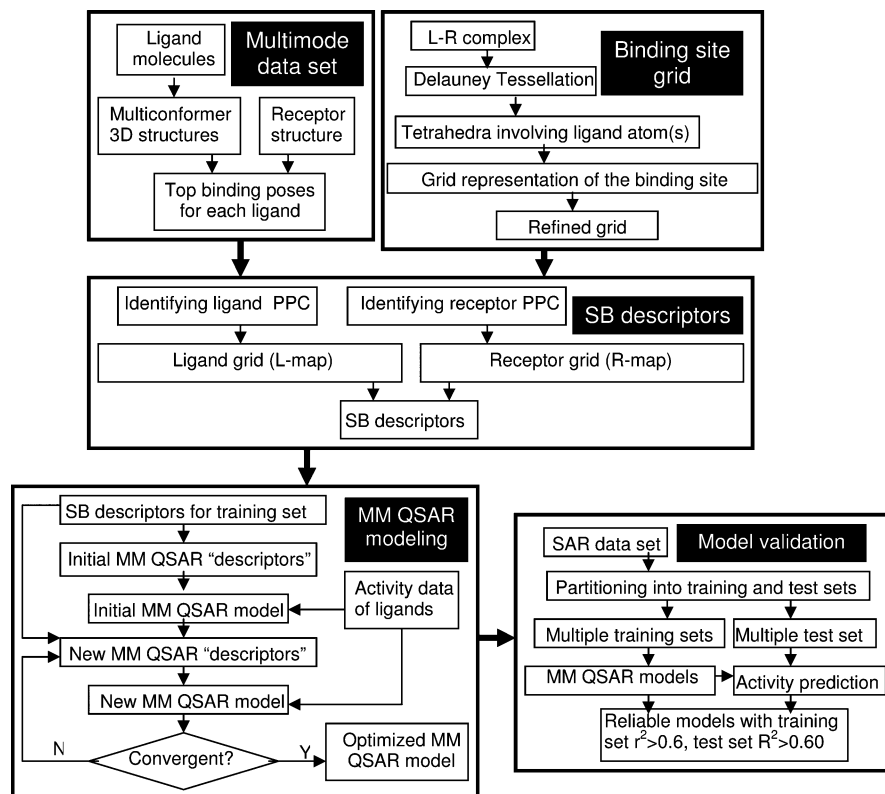 Ligand
molecules
Multimode
data set
Multiconformer
3D structures
Receptor
structure
Top binding poses
for each ligand
L-R complex
Binding site
grid
Delauney Tessellation
Tetrahedra involving ligand atom(s)
Grid representation of the binding site
Refined grid
Identifying ligand PPC
Identifying receptor PPC
SB descriptors
Ligand grid (L-map)
Receptor grid (R-map)
SB descriptors
SB descriptors for training set
MM QSAR
modeling
Initial MM QSAR “descriptors”
Activity data
of ligands
Initial MM QSAR model
New MM QSAR “descriptors”
New MM QSAR model
N
Convergent?
Y
Optimized MM
QSAR model
SAR data set
Model validation
Partitioning into training and test sets
Multiple training sets
Multiple test set
MM QSAR models
Activity prediction
Reliable models with training
set r²>0.6, test set R²>0.60